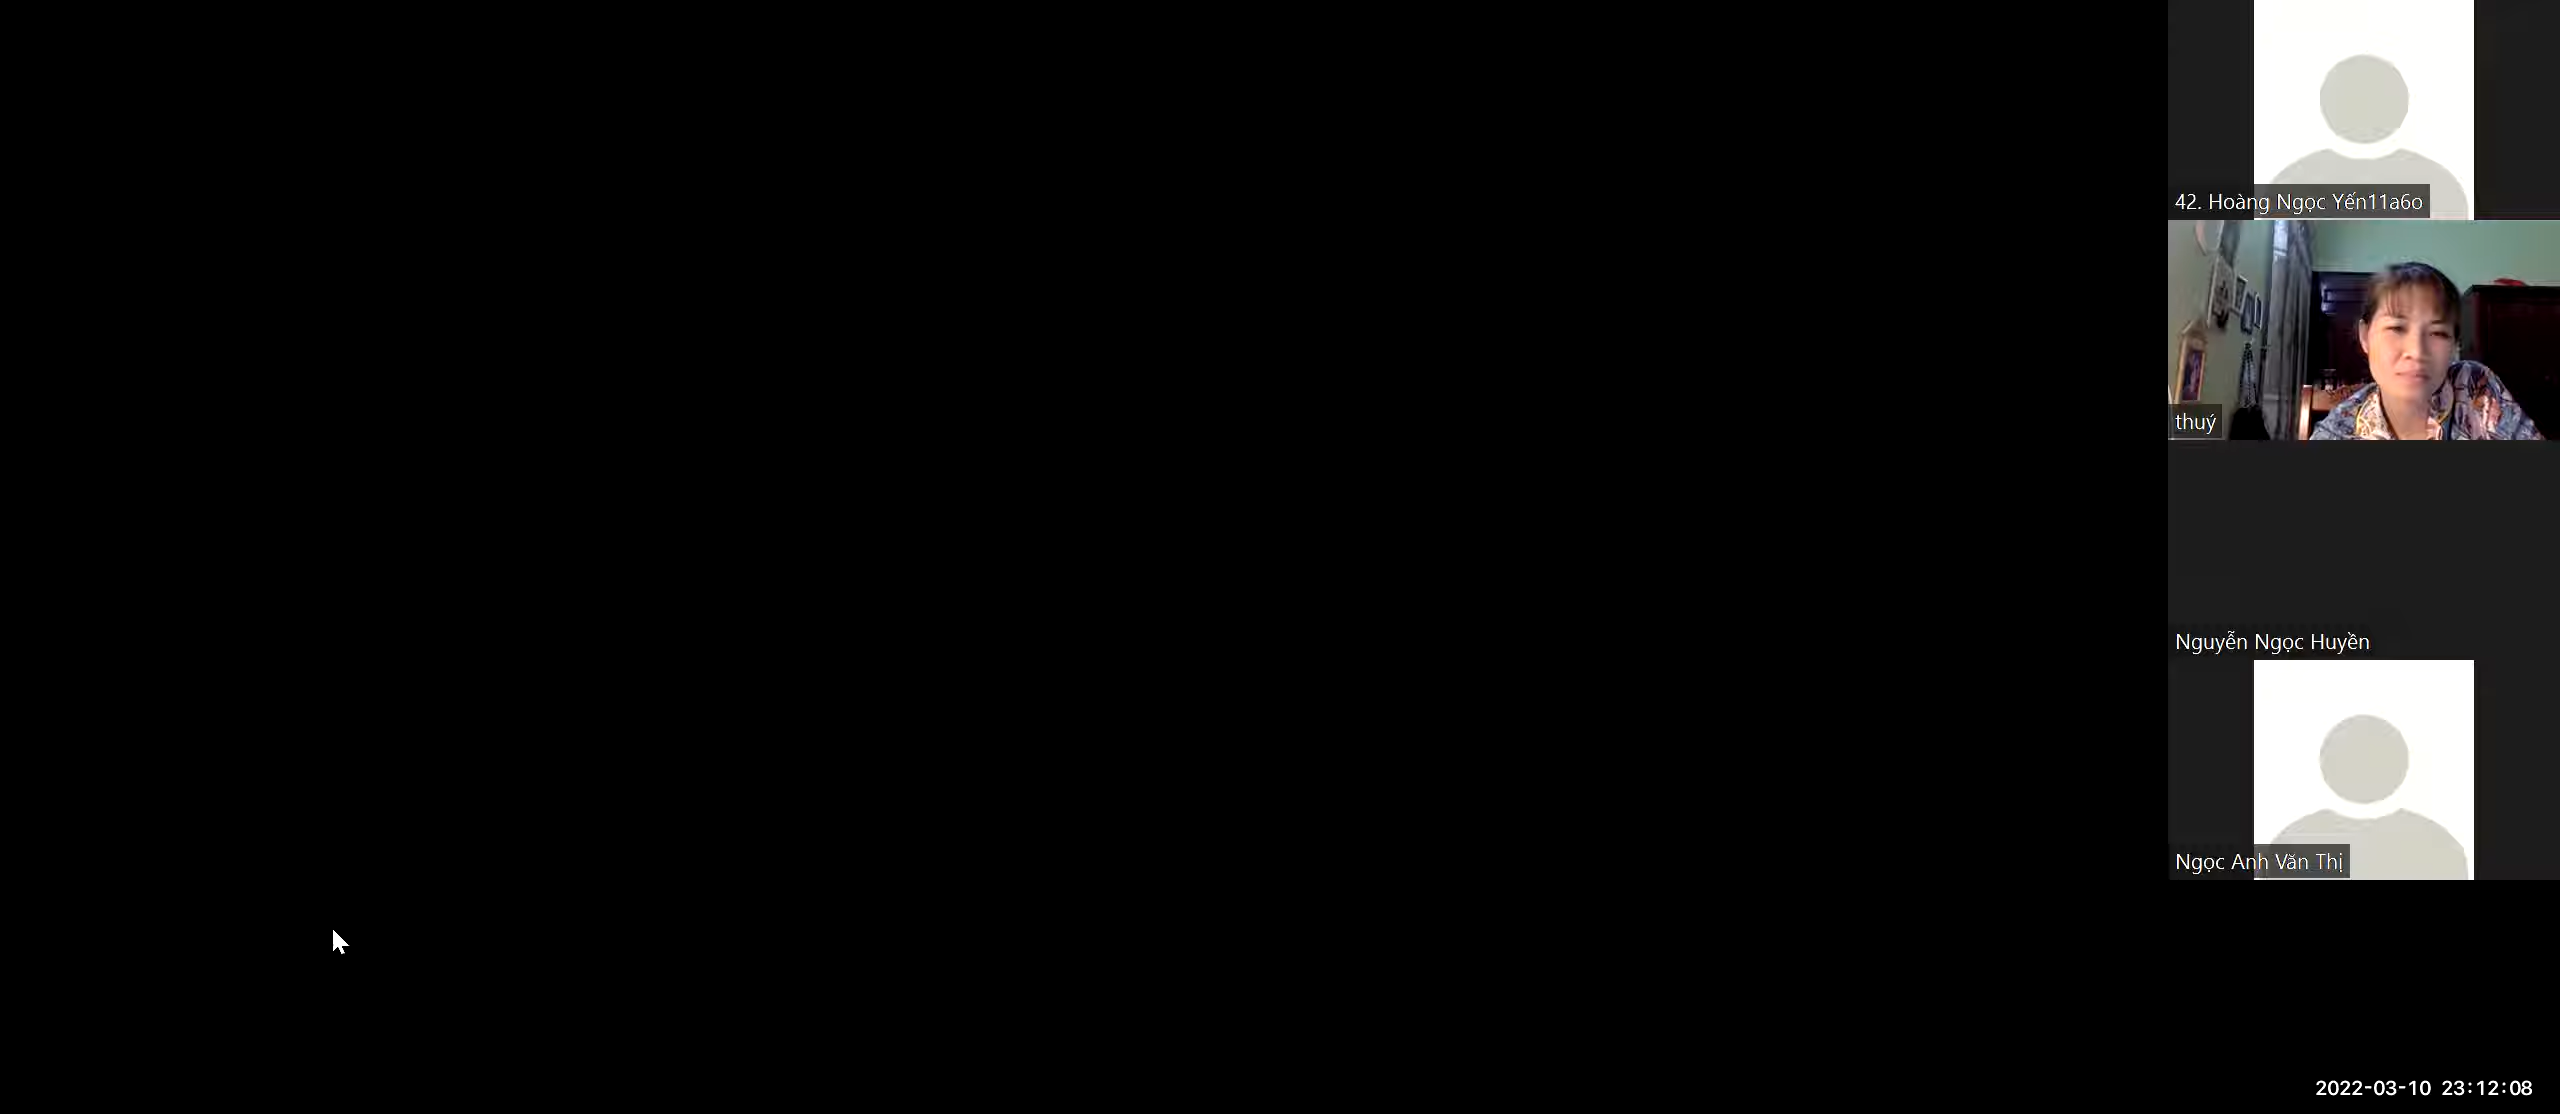 42. Hoàng Ngọc Yến11a6o
thuý
Nguyễn Ngọc Huyền
Ngọc Anh Văn Thị
2022-03-10 23:12:08